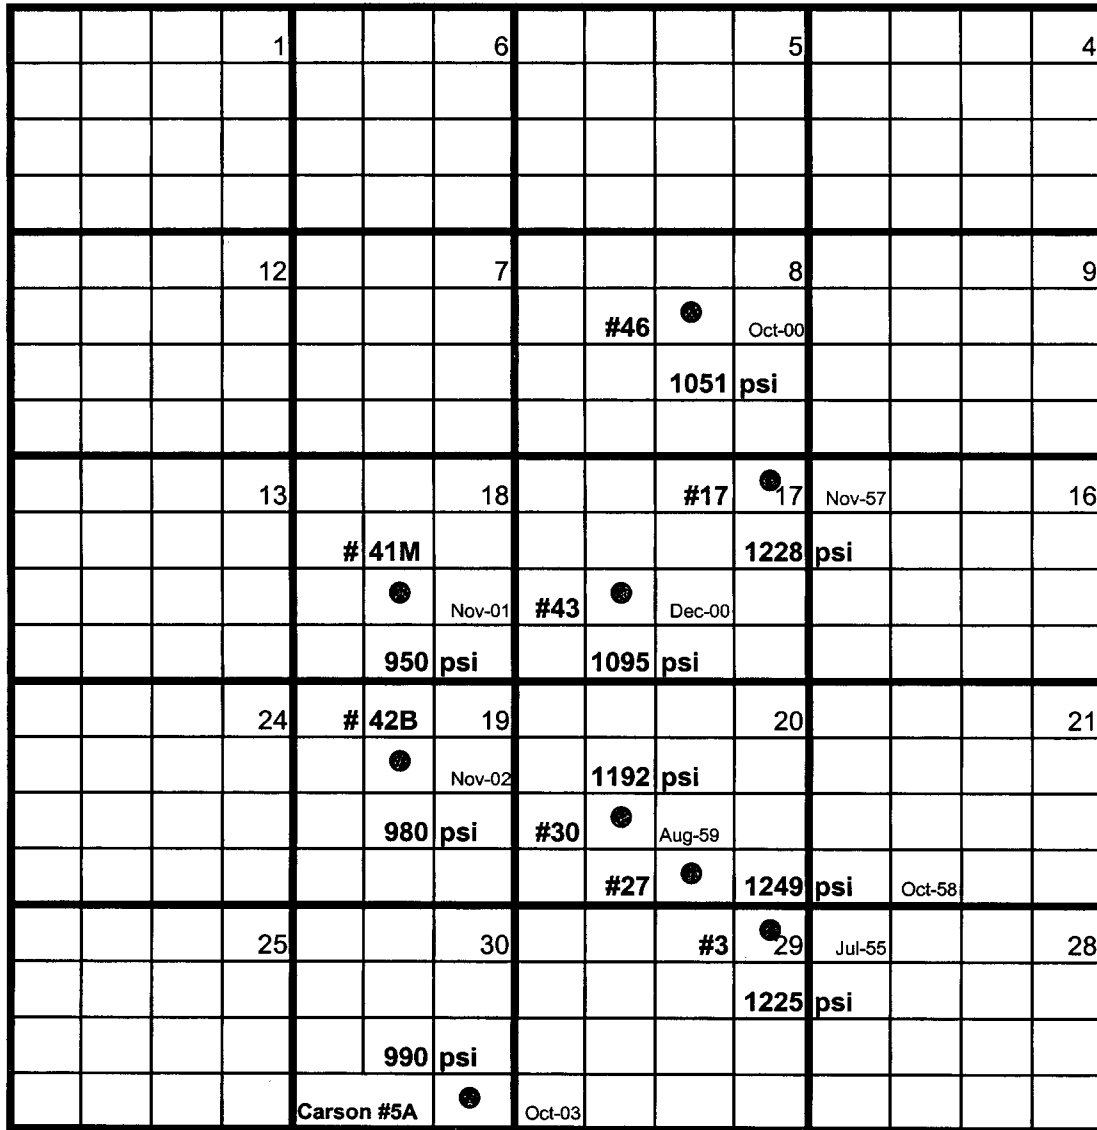 1 6 5 4
12 7 8 9
#46 Oct-00
1051 psi
13 18 #17 17 Nov-57 16
# 41M 1228 psi
Nov-01 #43 Dec-00
950 psi 1095 psi
24 # 42B 19 20 21
Nov-02 1192 psi
980 psi #30 Aug-59
#27 1249 psi Oct-58
25 30 #3 29 Jul-55 28
1225 psi
990 psi
Carson #5A Oct-03